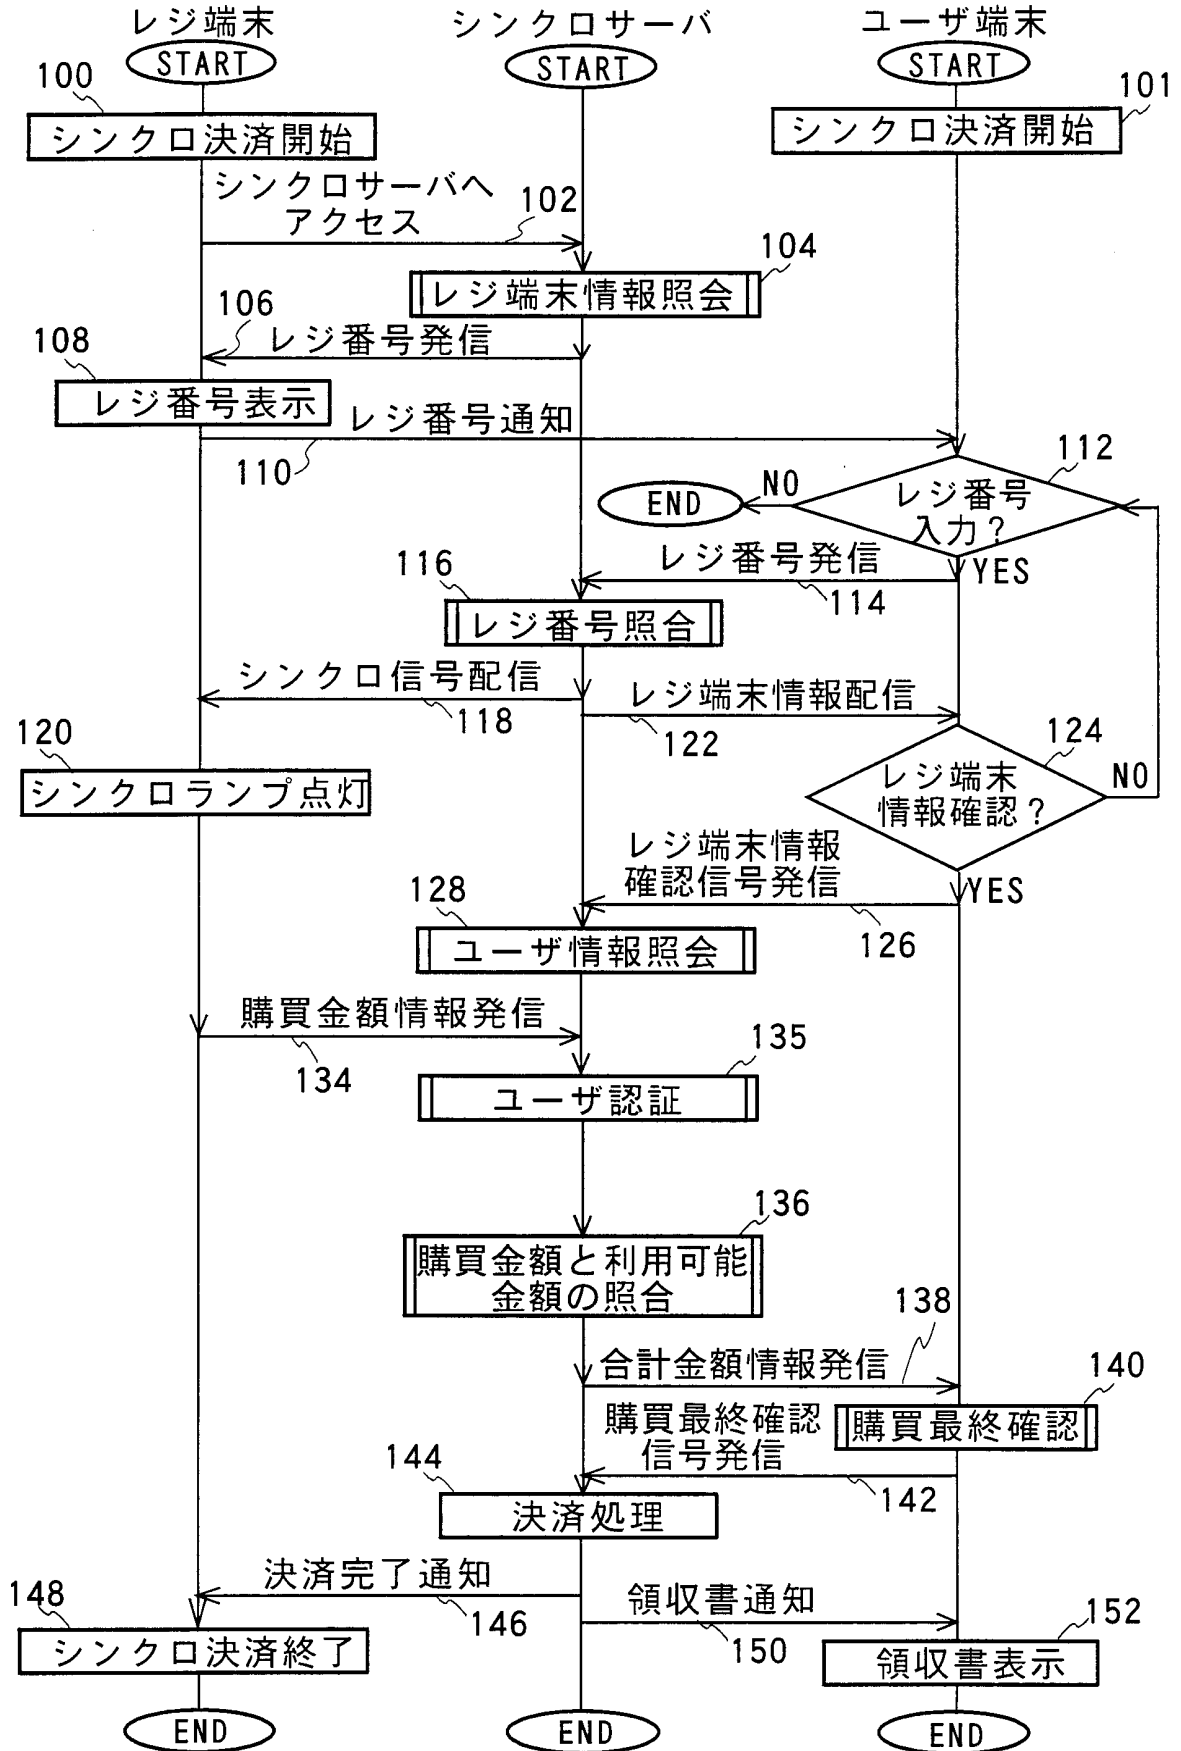 レジ端末
シンクロサーバ
ユーザ端末
START
START
START
100
101
シンクロ決済開始
シンクロ決済開始
シンクロサーバへ
アクセス
102
104
レジ端末情報照会
106
レジ番号発信
108
レジ番号表示
レジ番号通知
110
112
レジ番号
入力?
NO
END
YES
レジ番号発信
114
116
レジ番号照合
シンクロ信号配信
118
レジ端末情報配信
122
120
シンクロランプ点灯
124
レジ端末
情報確認?
NO
YES
レジ端末情報
確認信号発信
126
128
ユーザ情報照会
購買金額情報発信
134
135
ユーザ認証
136
購買金額と利用可能
金額の照合
138
合計金額情報発信
140
購買最終確認
購買最終確認
信号発信
142
144
決済処理
決済完了通知
146
148
シンクロ決済終了
領収書通知
150
152
領収書表示
END
END
END